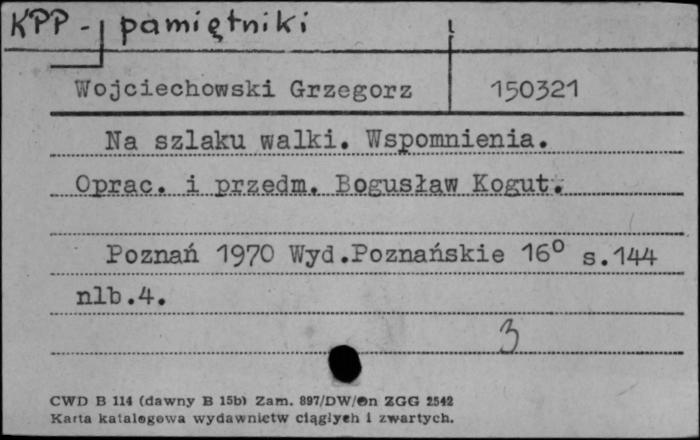 KPP - pamiętniki
Wojciechowski Grzegorz 150321
Na szlaku walki. Wspomnienia.
Oprac. i przedm. Bogusław Kogut.
Poznań 1970 Wyd.Poznańskie 16° s.144
nlb.4.
3
CWD B 114 (dawny B 15b) Zam. 897/DW/en ZGG 2542
Karta katalogowa wydawnictw ciągłych i zwartych.